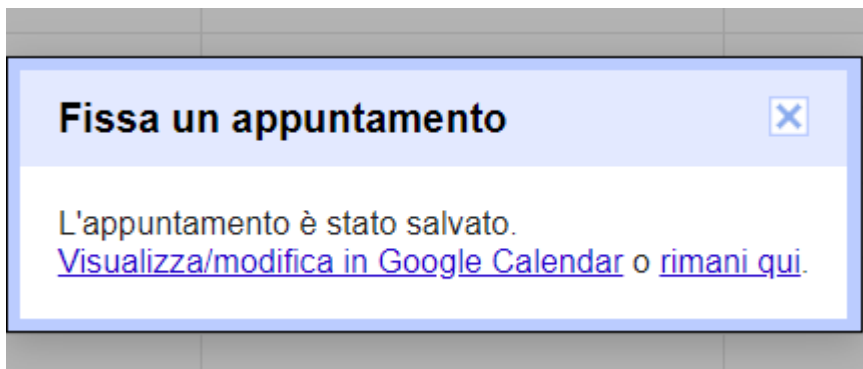 Fissa un appuntamento
L'appuntamento è stato salvato.
Visualizza/modifica in Google Calendar o rimani qui.